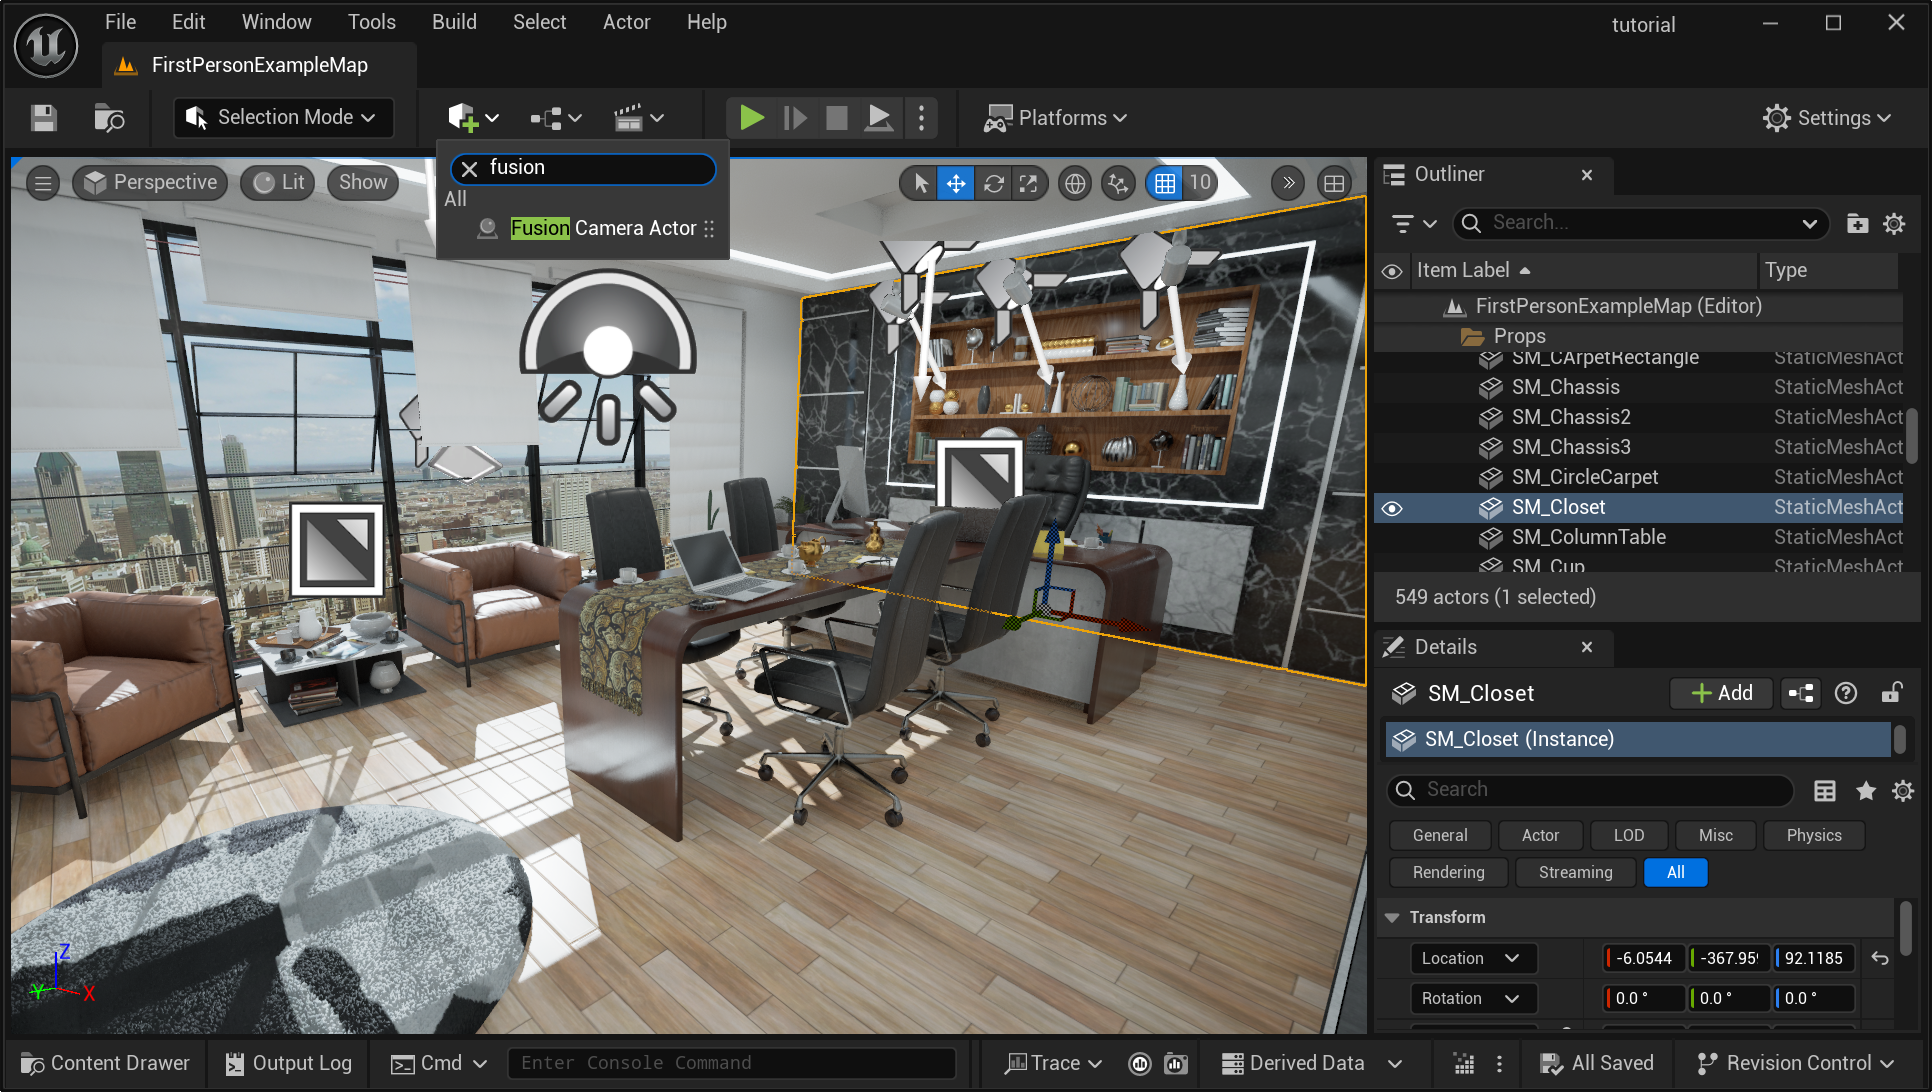 File Edit Window Tools Build Select Actor Help
tutorial
FirstPersonExampleMap
Selection Mode
Platforms
Settings
fusion
All
Fusion Camera Actor
Perspective Lit Show
10
Outliner
Search...
Item Label Type
FirstPersonExampleMap (Editor)
Props
SM_CArpetRectangle StaticMeshAct
SM_Chassis StaticMeshAct
SM_Chassis2 StaticMeshAct
SM_Chassis3 StaticMeshAct
SM_CircleCarpet StaticMeshAct
SM_Closet StaticMeshAct
SM_ColumnTable StaticMeshAct
SM_Cup StaticMeshAct
549 actors (1 selected)
Details
SM_Closet
Add
SM_Closet (Instance)
Search
General Actor LOD Misc Physics
Rendering Streaming All
Transform
Location -6.0544 -367.959 92.1185
Rotation 0.0 ° 0.0 ° 0.0 °
Z
Y X
Content Drawer Output Log Cmd Enter Console Command Trace Derived Data All Saved Revision Control